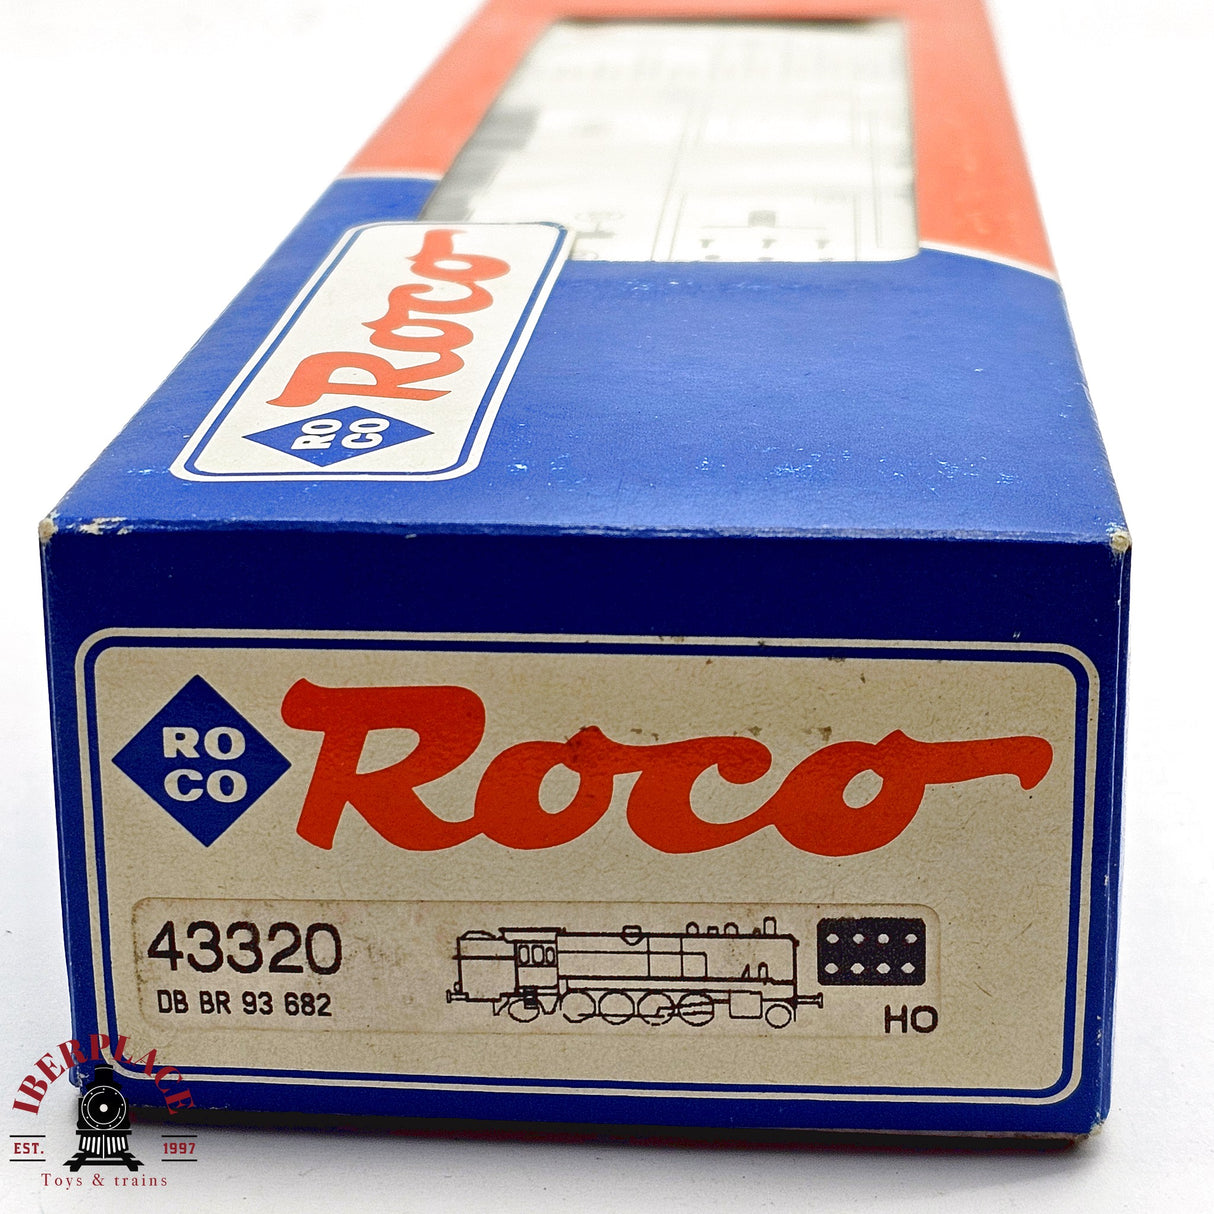 Roco
RO
CO
RO
CO
Roco
43320
DB BR 93 682
HO
IBERPLACE
EST. 1997
Toys & trains